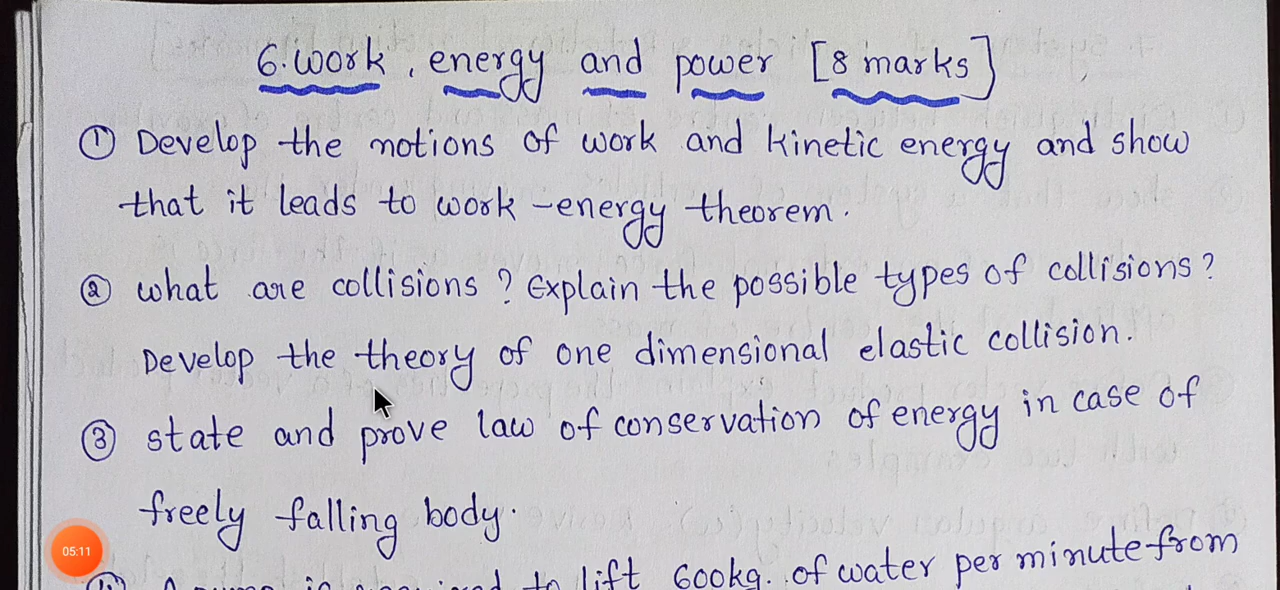 6. work, energy and power [8 marks]
① Develop the notions of work and kinetic energy and show
that it leads to work-energy theorem.
② what are collisions? Explain the possible types of collisions?
Develop the theory of one dimensional elastic collision.
③ state and prove law of conservation of energy in case of
freely falling body.
to lift 600kg. of water per minute from
05:11